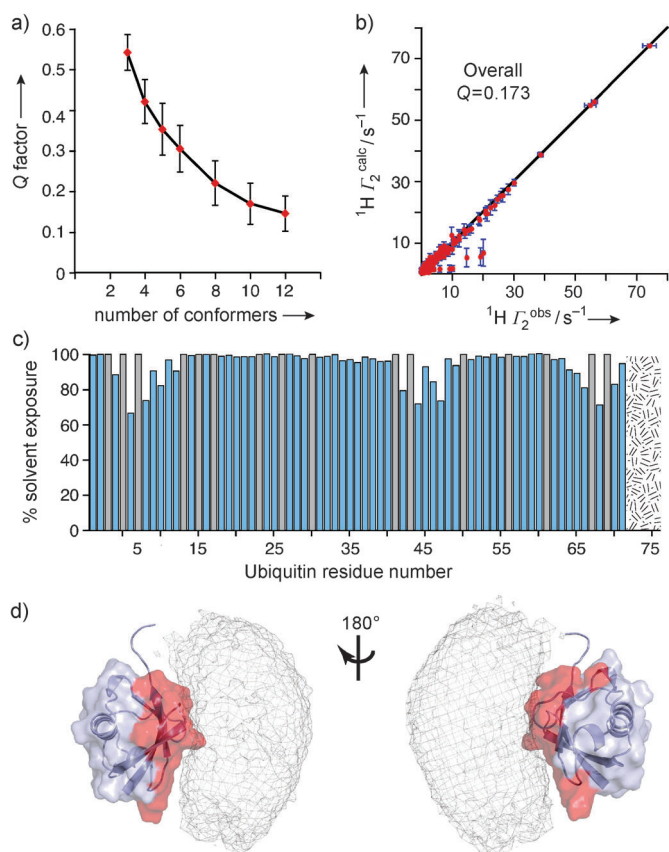 a)
0.6
0.5
0.4
0.3
0.2
0.1
0
Q factor ⟶
2 4 6 8 10 12
number of conformers ⟶
b)
Overall
Q=0.173
70
50
30
10
¹H Γ₂ᶜᵃˡᶜ/s⁻¹ ⟶
10 30 50 70
¹H Γ₂ᵒᵇˢ/s⁻¹ ⟶
c)
100
80
60
40
20
0
% solvent exposure
5 15 25 35 45 55 65 75
Ubiquitin residue number
d)
180°